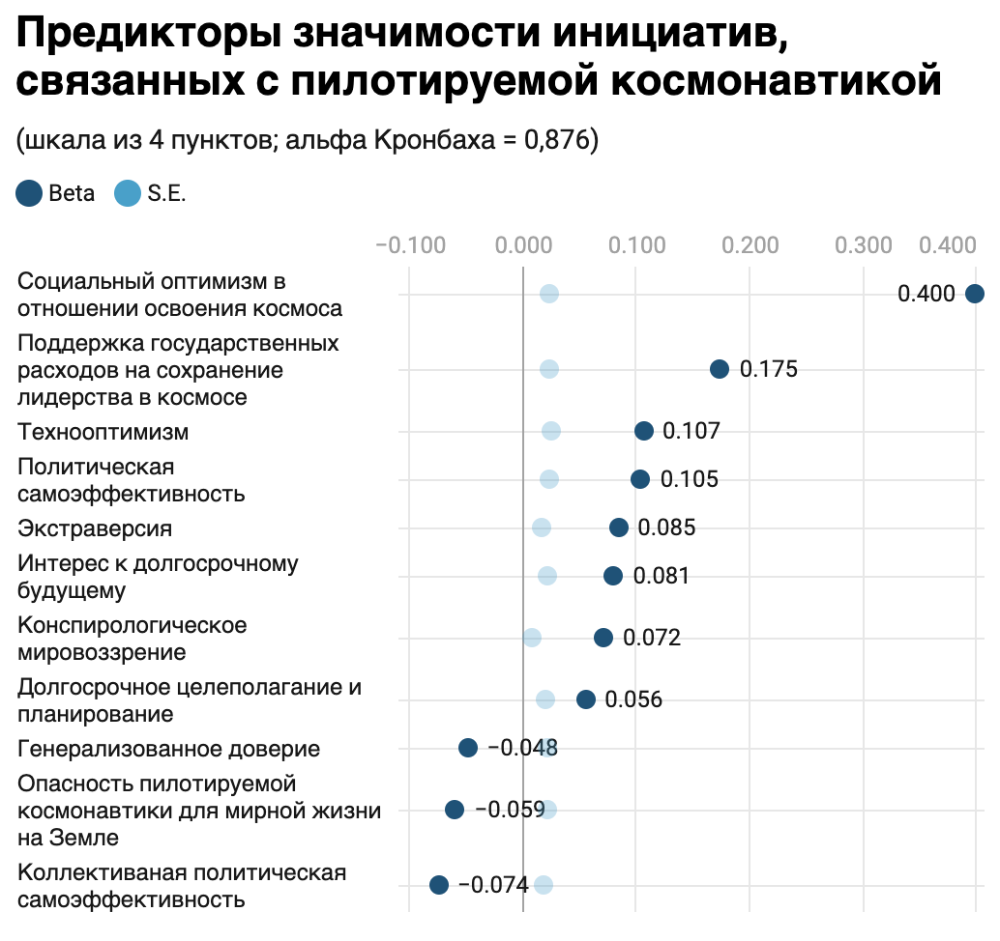 Предикторы значимости инициатив,
связанных с пилотируемой космонавтикой
(шкала из 4 пунктов; альфа Кронбаха = 0,876)
Beta S.E.
−0.100 0.000 0.100 0.200 0.300 0.400
Социальный оптимизм в
отношении освоения космоса
0.400
Поддержка государственных
расходов на сохранение
лидерства в космосе
0.175
Технооптимизм
0.107
Политическая
самоэффективность
0.105
Экстраверсия
0.085
Интерес к долгосрочному
будущему
0.081
Конспирологическое
мировоззрение
0.072
Долгосрочное целеполагание и
планирование
0.056
Генерализованное доверие
−0.048
Опасность пилотируемой
космонавтики для мирной жизни
на Земле
−0.059
Коллективаная политическая
самоэффективность
−0.074